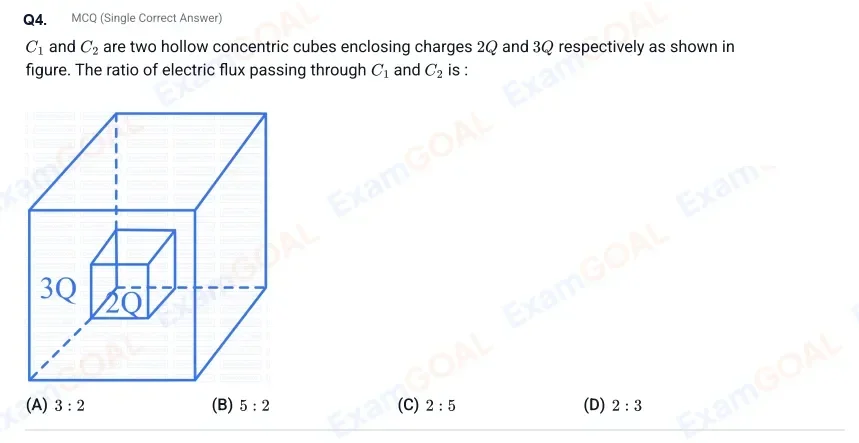 Q4. MCQ (Single Correct Answer)
C₁ and C₂ are two hollow concentric cubes enclosing charges 2Q and 3Q respectively as shown in
figure. The ratio of electric flux passing through C₁ and C₂ is :
3Q
2Q
(A) 3 : 2 (B) 5 : 2 (C) 2 : 5 (D) 2 : 3
ExamGOAL